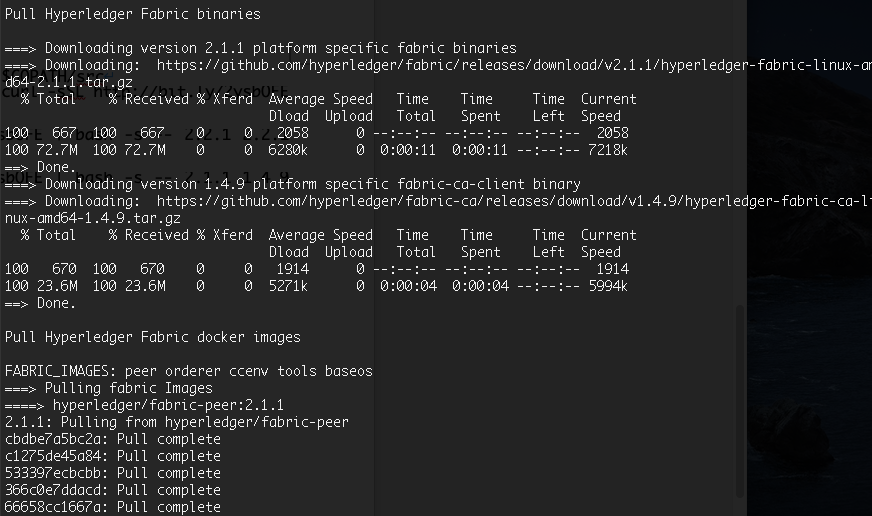 Pull Hyperledger Fabric binaries
===> Downloading version 2.1.1 platform specific fabric binaries
===> Downloading:  https://github.com/hyperledger/fabric/releases/download/v2.1.1/hyperledger-fabric-linux-am
d64-2.1.1.tar.gz
% Total    % Received % Xferd  Average Speed   Time    Time     Time  Current
Dload  Upload   Total   Spent    Left  Speed
100   667  100   667    0     0   2058      0 --:--:-- --:--:-- --:--:--  2058
100 72.7M  100 72.7M    0     0  6280k      0  0:00:11  0:00:11 --:--:-- 7218k
==> Done.
===> Downloading version 1.4.9 platform specific fabric-ca-client binary
===> Downloading:  https://github.com/hyperledger/fabric-ca/releases/download/v1.4.9/hyperledger-fabric-ca-li
nux-amd64-1.4.9.tar.gz
% Total    % Received % Xferd  Average Speed   Time    Time     Time  Current
Dload  Upload   Total   Spent    Left  Speed
100   670  100   670    0     0   1914      0 --:--:-- --:--:-- --:--:--  1914
100 23.6M  100 23.6M    0     0  5271k      0  0:00:04  0:00:04 --:--:-- 5994k
==> Done.
Pull Hyperledger Fabric docker images
FABRIC_IMAGES: peer orderer ccenv tools baseos
===> Pulling fabric Images
====> hyperledger/fabric-peer:2.1.1
2.1.1: Pulling from hyperledger/fabric-peer
cbdbe7a5bc2a: Pull complete
c1275de45a84: Pull complete
533397ecbcbb: Pull complete
366c0e7ddacd: Pull complete
66658cc1667a: Pull complete